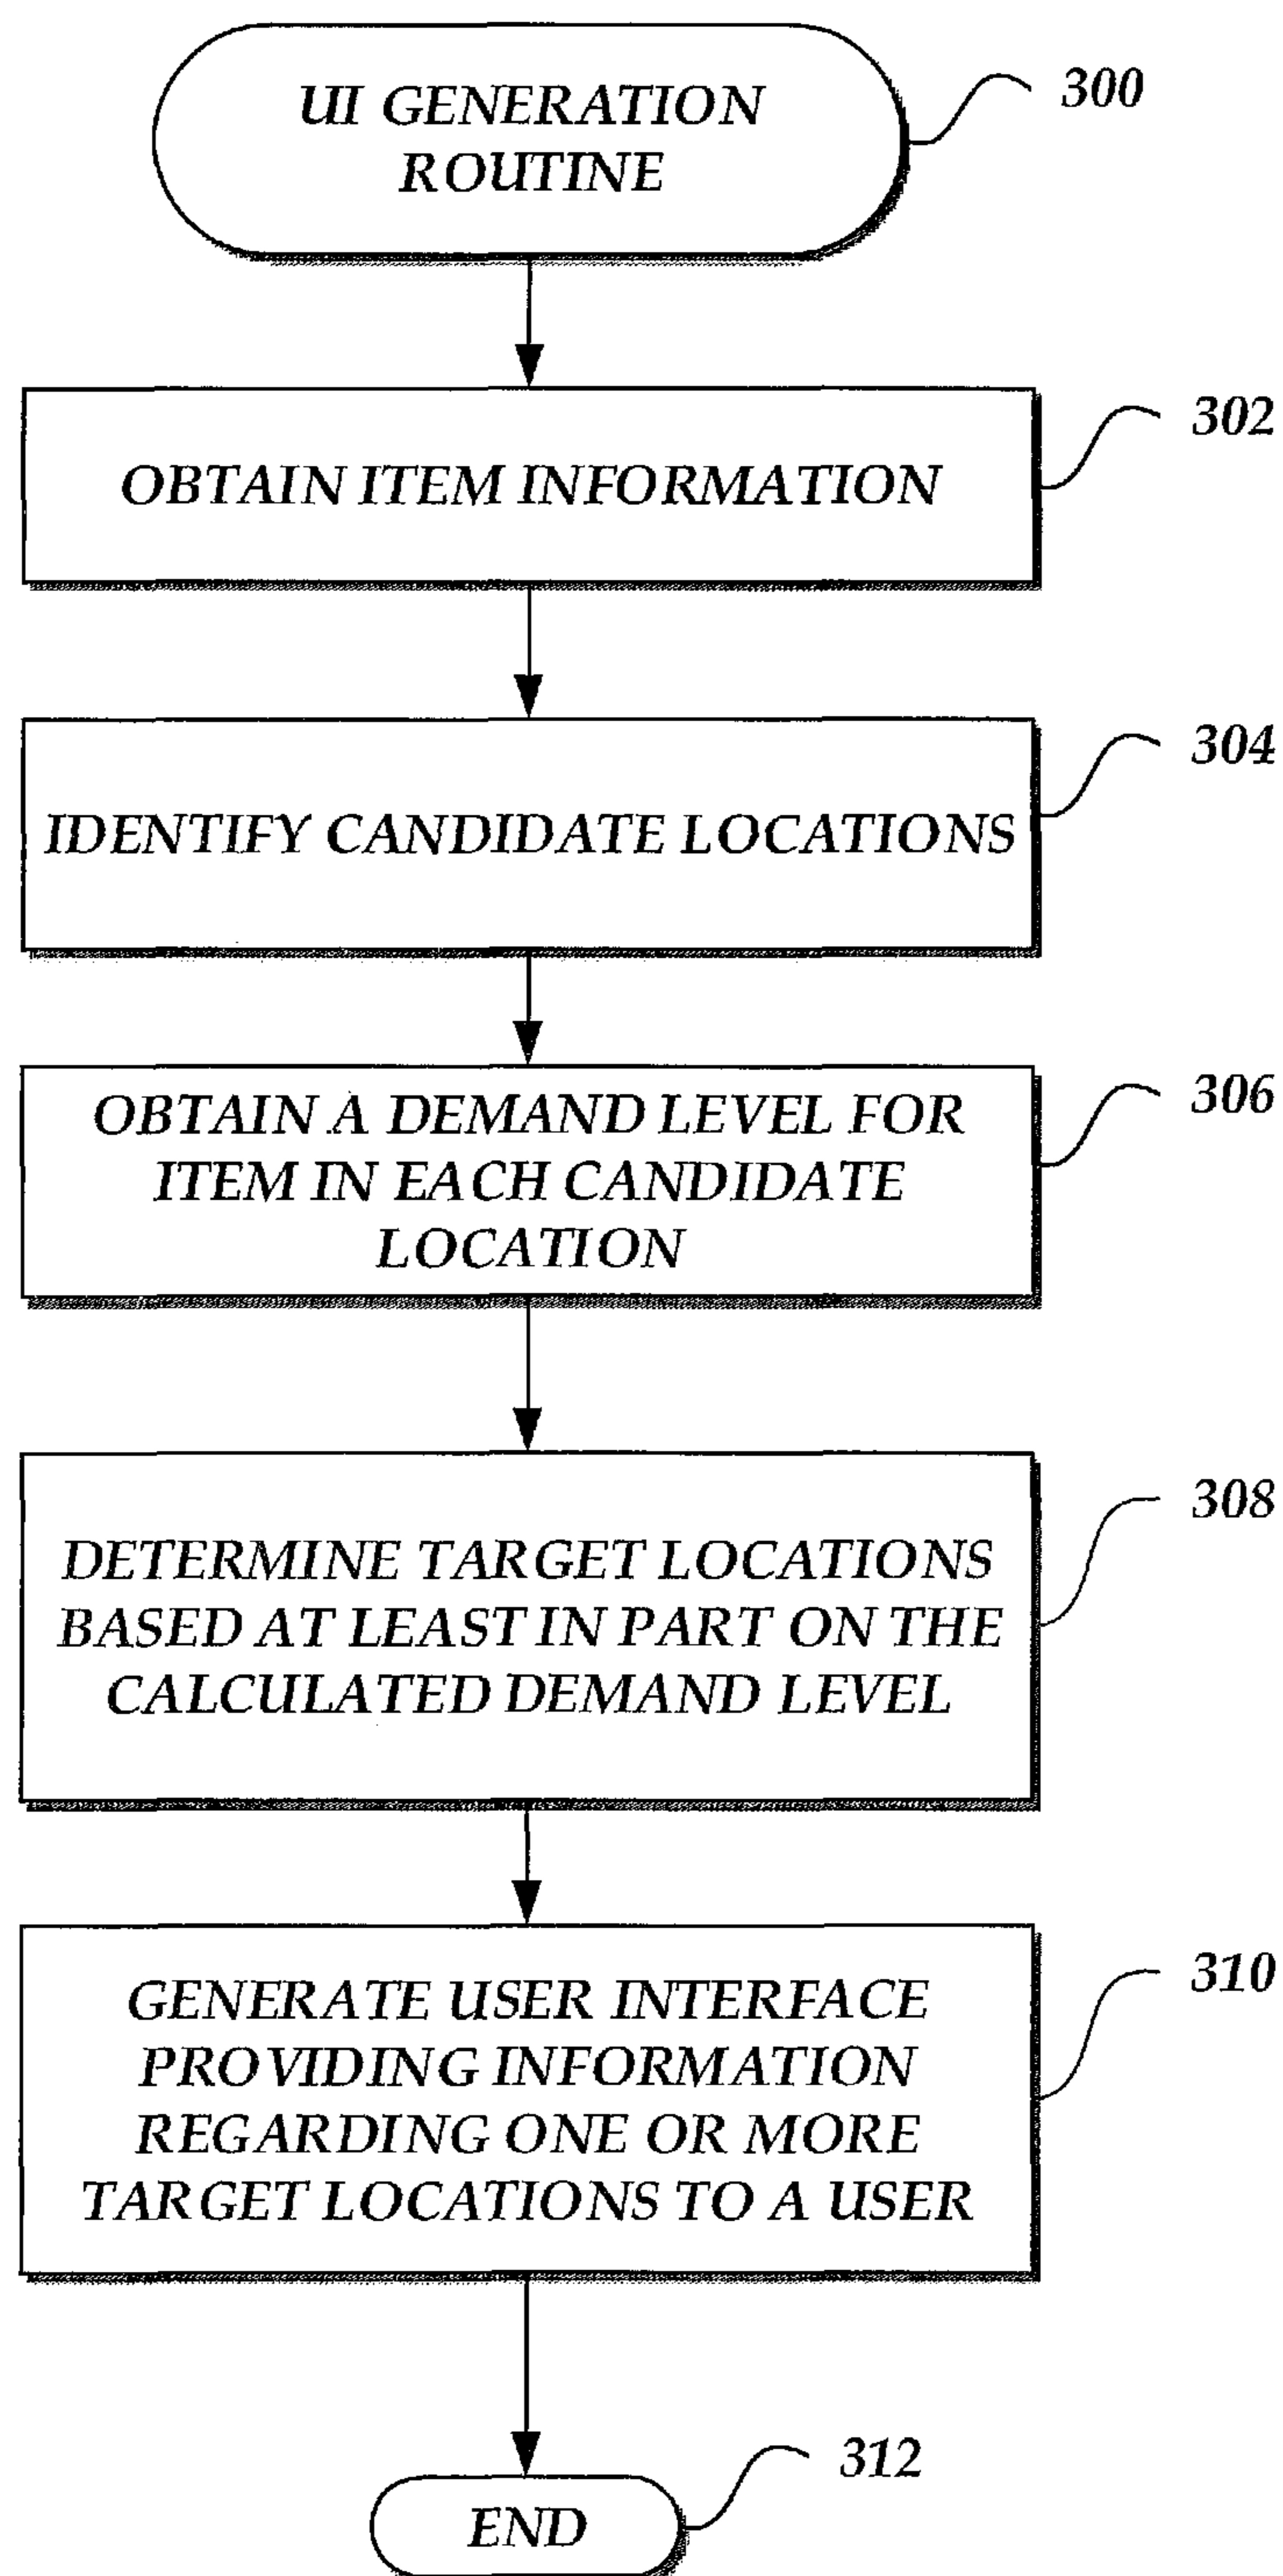 UI GENERATION
ROUTINE
300
OBTAIN ITEM INFORMATION
302
IDENTIFY CANDIDATE LOCATIONS
304
OBTAIN A DEMAND LEVEL FOR
ITEM IN EACH CANDIDATE
LOCATION
306
DETERMINE TARGET LOCATIONS
BASED AT LEAST IN PART ON THE
CALCULATED DEMAND LEVEL
308
GENERATE USER INTERFACE
PROVIDING INFORMATION
REGARDING ONE OR MORE
TARGET LOCATIONS TO A USER
310
END
312